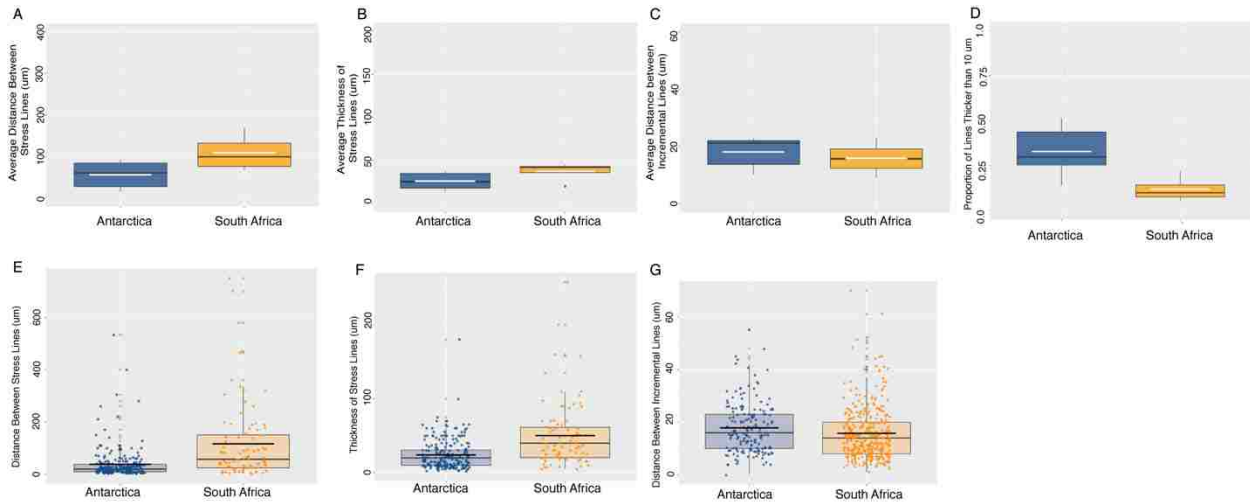 A
Average Distance Between
Stress Lines (um)
0
100
200
300
400
Antarctica
South Africa
B
Average Thickness of
Stress Lines (um)
0
50
100
150
200
Antarctica
South Africa
C
Average Distance between
Incremental Lines (um)
0
20
40
60
Antarctica
South Africa
D
Proportion of Lines Thicker than 10 um
0.0
0.25
0.50
0.75
1.0
Antarctica
South Africa
E
Distance Between Stress Lines (um)
0
200
400
600
Antarctica
South Africa
F
Thickness of Stress Lines (um)
0
100
200
Antarctica
South Africa
G
Distance Between Incremental Lines (um)
0
20
40
60
Antarctica
South Africa